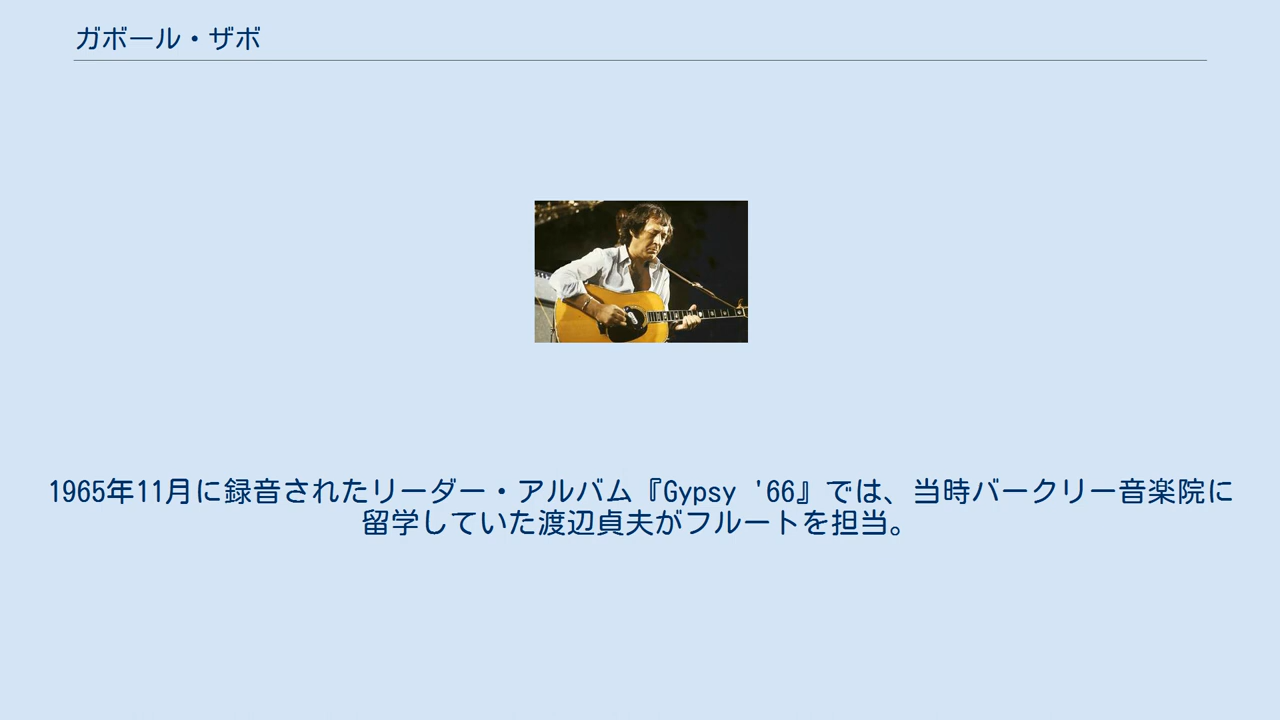 ガボール・ザボ
1965年11月に録音されたリーダー・アルバム『Gypsy '66』では、当時バークリー音楽院に
留学していた渡辺貞夫がフルートを担当。